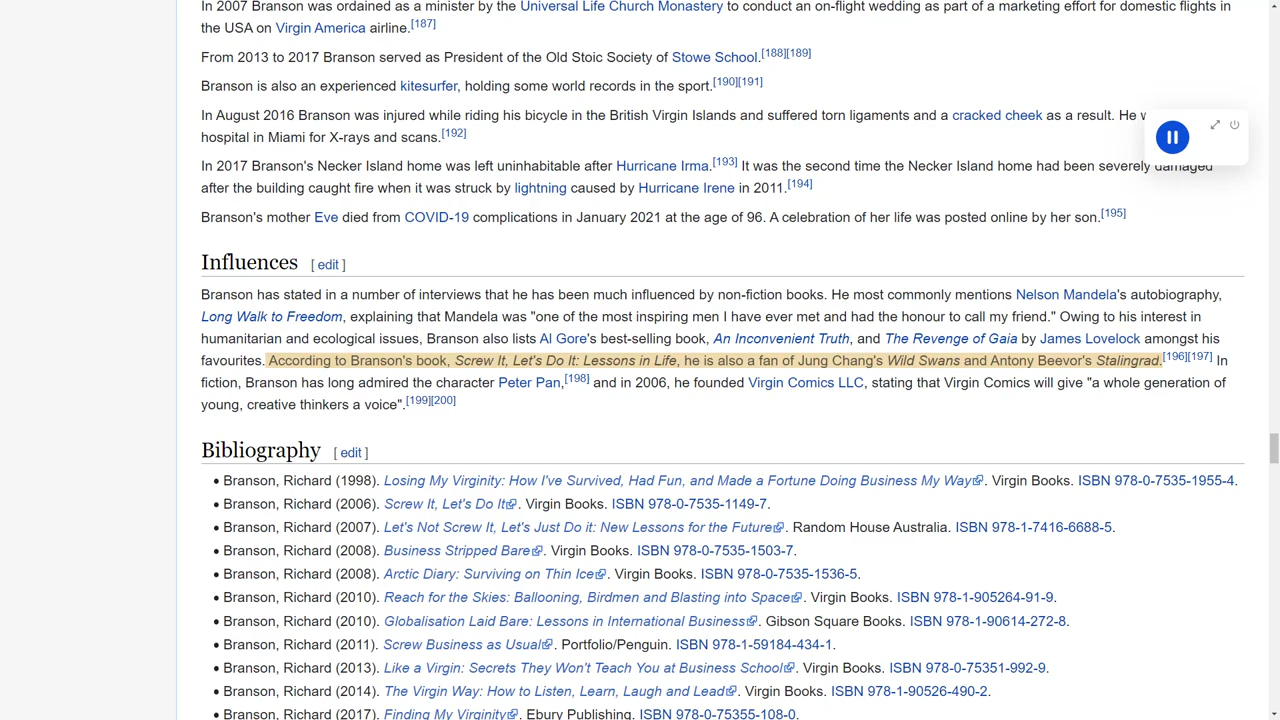 In 2007 Branson was ordained as a minister by the Universal Life Church Monastery to conduct an on-flight wedding as part of a marketing effort for domestic flights in
the USA on Virgin America airline.[187]
From 2013 to 2017 Branson served as President of the Old Stoic Society of Stowe School.[188][189]
Branson is also an experienced kitesurfer, holding some world records in the sport.[190][191]
In August 2016 Branson was injured while riding his bicycle in the British Virgin Islands and suffered torn ligaments and a cracked cheek as a result. He
hospital in Miami for X-rays and scans.[192]
In 2017 Branson's Necker Island home was left uninhabitable after Hurricane Irma.[193] It was the second time the Necker Island home had been severely damaged
after the building caught fire when it was struck by lightning caused by Hurricane Irene in 2011.[194]
Branson's mother Eve died from COVID-19 complications in January 2021 at the age of 96. A celebration of her life was posted online by her son.[195]
Influences [ edit ]
Branson has stated in a number of interviews that he has been much influenced by non-fiction books. He most commonly mentions Nelson Mandela's autobiography,
Long Walk to Freedom, explaining that Mandela was "one of the most inspiring men I have ever met and had the honour to call my friend." Owing to his interest in
humanitarian and ecological issues, Branson also lists Al Gore's best-selling book, An Inconvenient Truth, and The Revenge of Gaia by James Lovelock amongst his
favourites. According to Branson's book, Screw It, Let's Do It: Lessons in Life, he is also a fan of Jung Chang's Wild Swans and Antony Beevor's Stalingrad.[196][197] In
fiction, Branson has long admired the character Peter Pan,[198] and in 2006, he founded Virgin Comics LLC, stating that Virgin Comics will give "a whole generation of
young, creative thinkers a voice".[199][200]
Bibliography [ edit ]
• Branson, Richard (1998). Losing My Virginity: How I've Survived, Had Fun, and Made a Fortune Doing Business My Way. Virgin Books. ISBN 978-0-7535-1955-4.
• Branson, Richard (2006). Screw It, Let's Do It. Virgin Books. ISBN 978-0-7535-1149-7.
• Branson, Richard (2007). Let's Not Screw It, Let's Just Do it: New Lessons for the Future. Random House Australia. ISBN 978-1-7416-6688-5.
• Branson, Richard (2008). Business Stripped Bare. Virgin Books. ISBN 978-0-7535-1503-7.
• Branson, Richard (2008). Arctic Diary: Surviving on Thin Ice. Virgin Books. ISBN 978-0-7535-1536-5.
• Branson, Richard (2010). Reach for the Skies: Ballooning, Birdmen and Blasting into Space. Virgin Books. ISBN 978-1-905264-91-9.
• Branson, Richard (2010). Globalisation Laid Bare: Lessons in International Business. Gibson Square Books. ISBN 978-1-90614-272-8.
• Branson, Richard (2011). Screw Business as Usual. Portfolio/Penguin. ISBN 978-1-59184-434-1.
• Branson, Richard (2013). Like a Virgin: Secrets They Won't Teach You at Business School. Virgin Books. ISBN 978-0-75351-992-9.
• Branson, Richard (2014). The Virgin Way: How to Listen, Learn, Laugh and Lead. Virgin Books. ISBN 978-1-90526-490-2.
• Branson, Richard (2017). Finding My Virginity. Ebury Publishing. ISBN 978-0-75355-108-0.